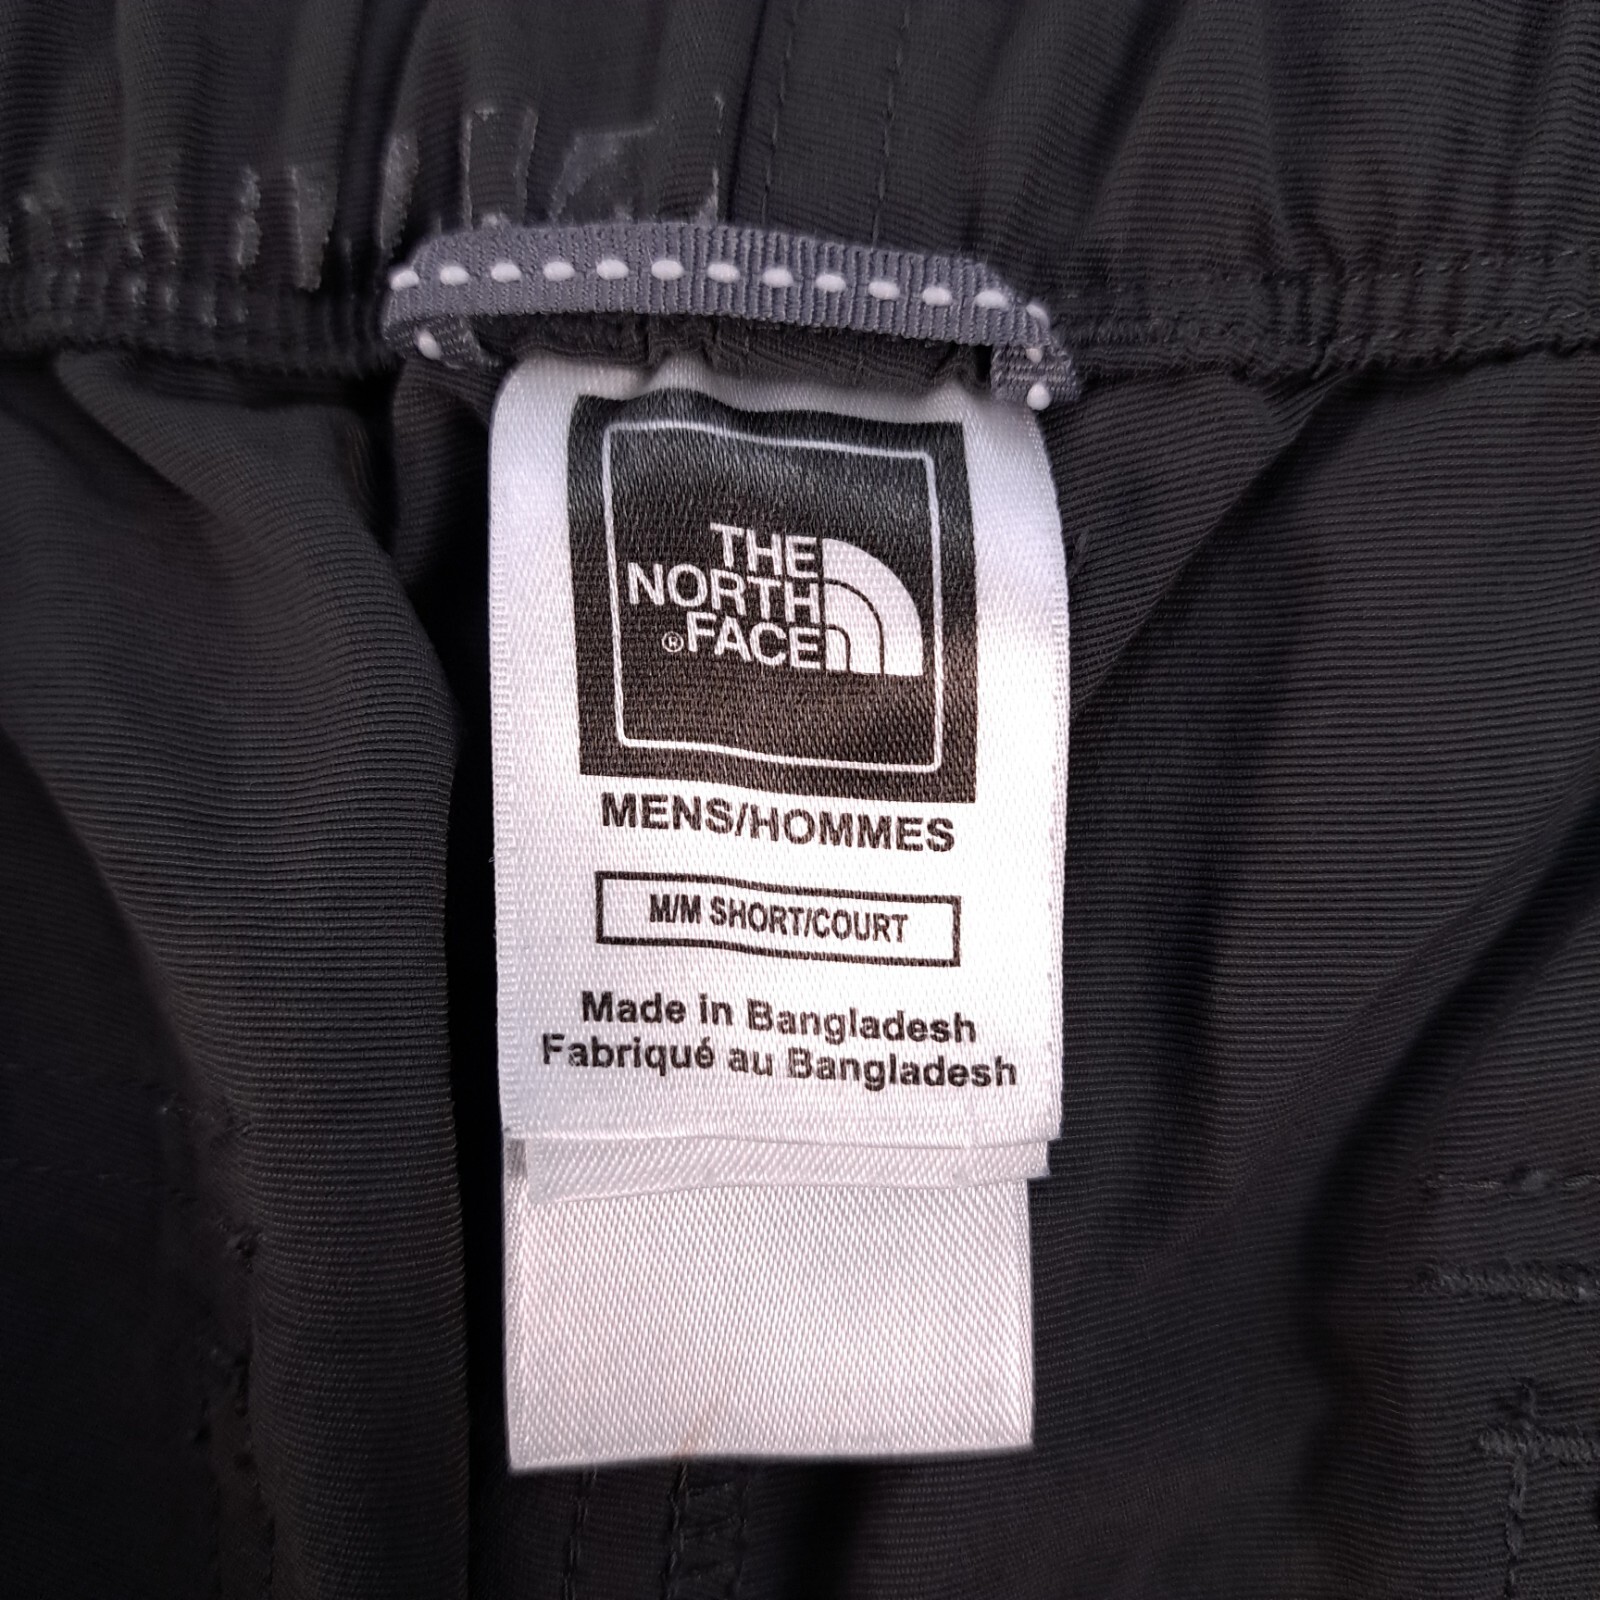 THE
NORTH
®FACE
MENS/HOMMES
M/M SHORT/COURT
Made in Bangladesh
Fabriqué au Bangladesh